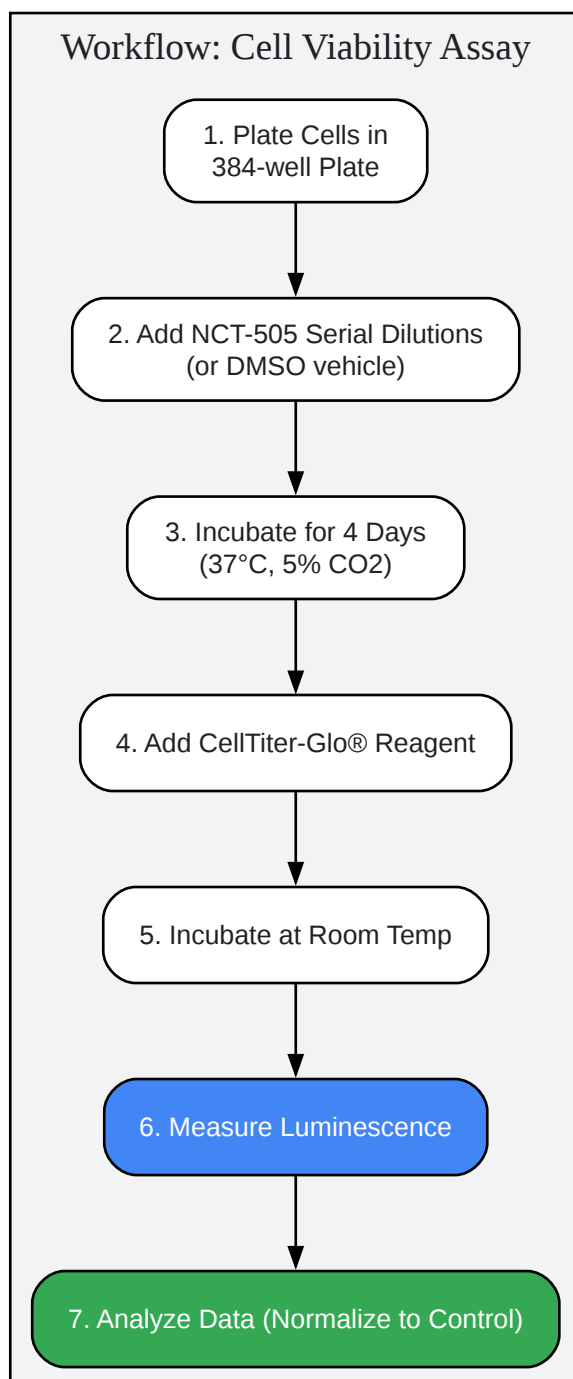 Workflow: Cell Viability Assay
1. Plate Cells in
384-well Plate
2. Add NCT-505 Serial Dilutions
(or DMSO vehicle)
3. Incubate for 4 Days
(37°C, 5% CO2)
4. Add CellTiter-Glo® Reagent
5. Incubate at Room Temp
6. Measure Luminescence
7. Analyze Data (Normalize to Control)